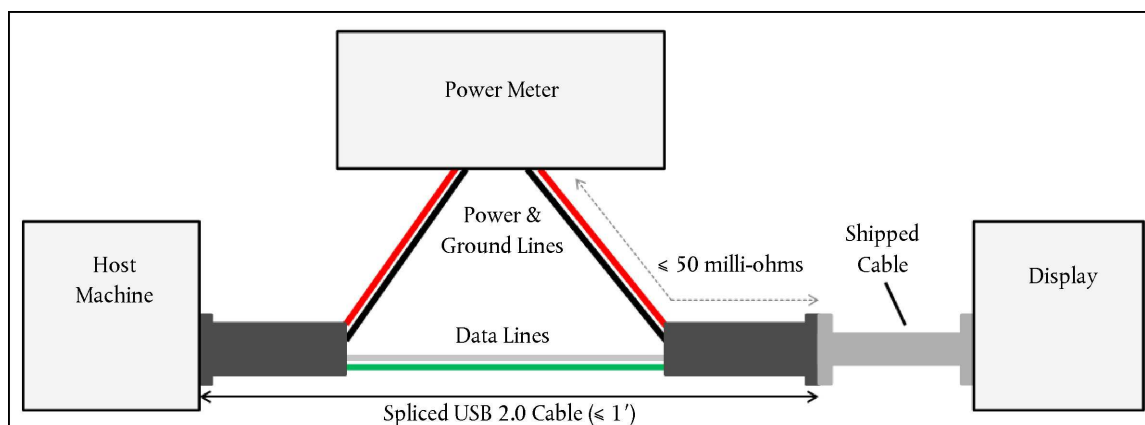 Power Meter
Power &
Ground Lines
Host
Machine
⩽ 50 milli-ohms
Shipped
Cable
Display
Data Lines
Spliced USB 2.0 Cable (⩽ 1′)